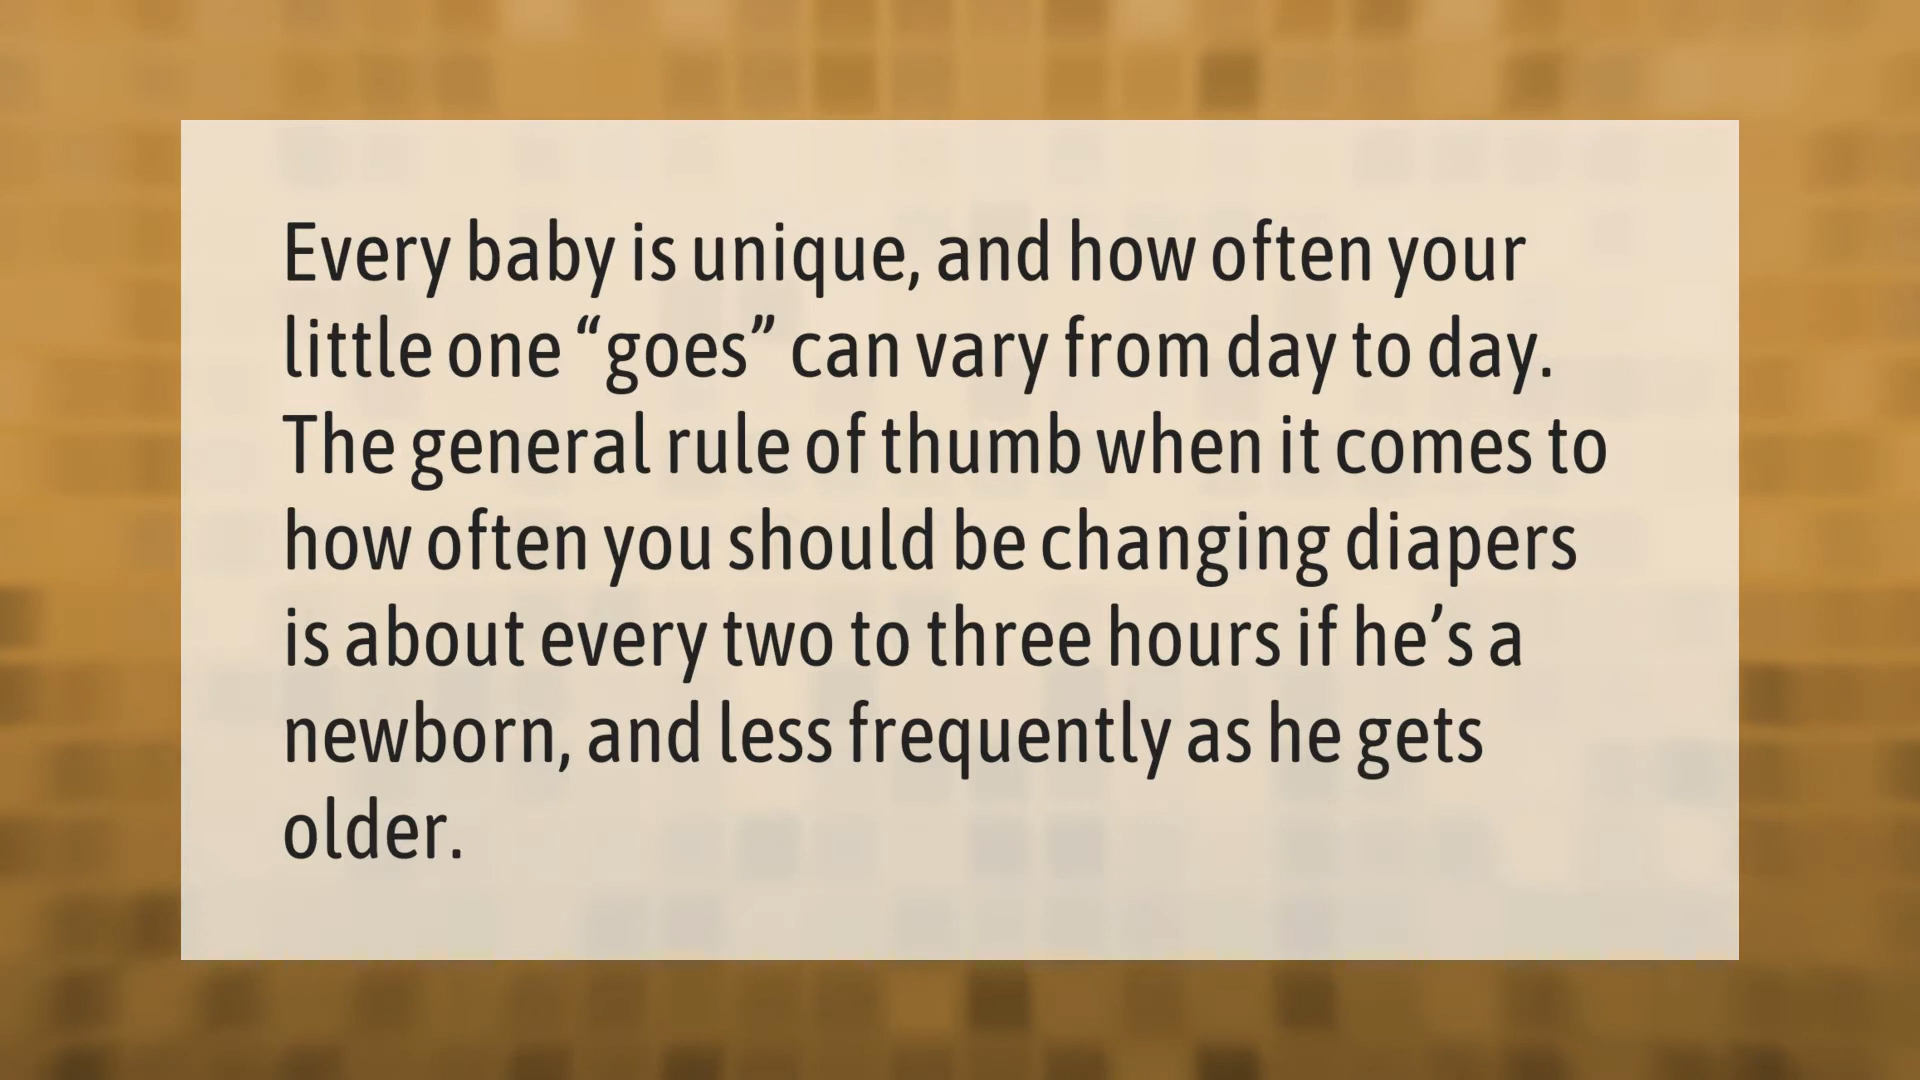 Every baby is unique, and how often your
little one “goes” can vary from day to day.
The general rule of thumb when it comes to
how often you should be changing diapers
is about every two to three hours if he’s a
newborn, and less frequently as he gets
older.